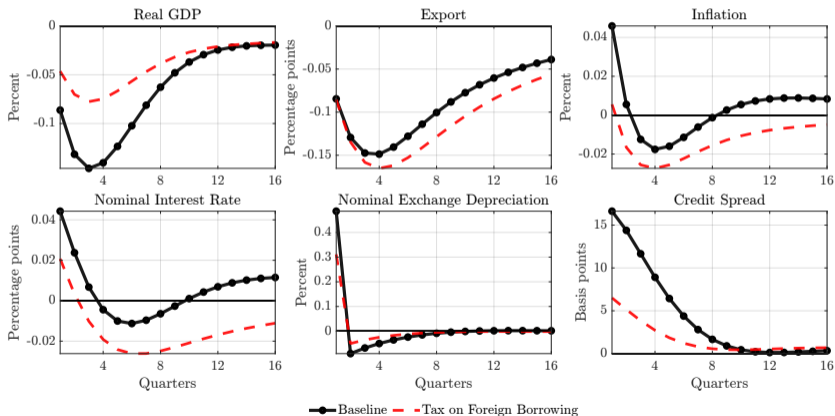 Real GDP
Export
Inflation
0
-0.05
-0.1
Percent
4 8 12 16
0
-0.05
-0.1
-0.15
Percentage points
4 8 12 16
0.04
0.02
0
-0.02
Percent
4 8 12 16
Nominal Interest Rate
Nominal Exchange Depreciation
Credit Spread
0.04
0.02
0
-0.02
Percentage points
4 8 12 16
Quarters
0.4
0.3
0.2
0.1
0
Percent
4 8 12 16
Quarters
15
10
5
0
Basis points
4 8 12 16
Quarters
Baseline Tax on Foreign Borrowing